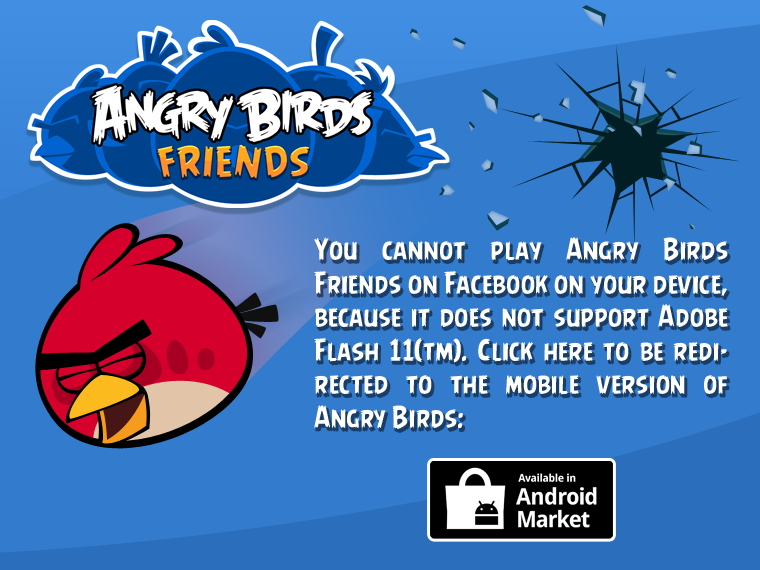 ANGRY BIRDS
FRIENDS
YOU CANNOT PLAY ANGRY BIRDS
FRIENDS ON FACEBOOK ON YOUR DEVICE,
BECAUSE IT DOES NOT SUPPORT ADOBE
FLASH 11(TM). CLICK HERE TO BE REDI-
RECTED TO THE MOBILE VERSION OF
ANGRY BIRDS:
Available in
Android
Market